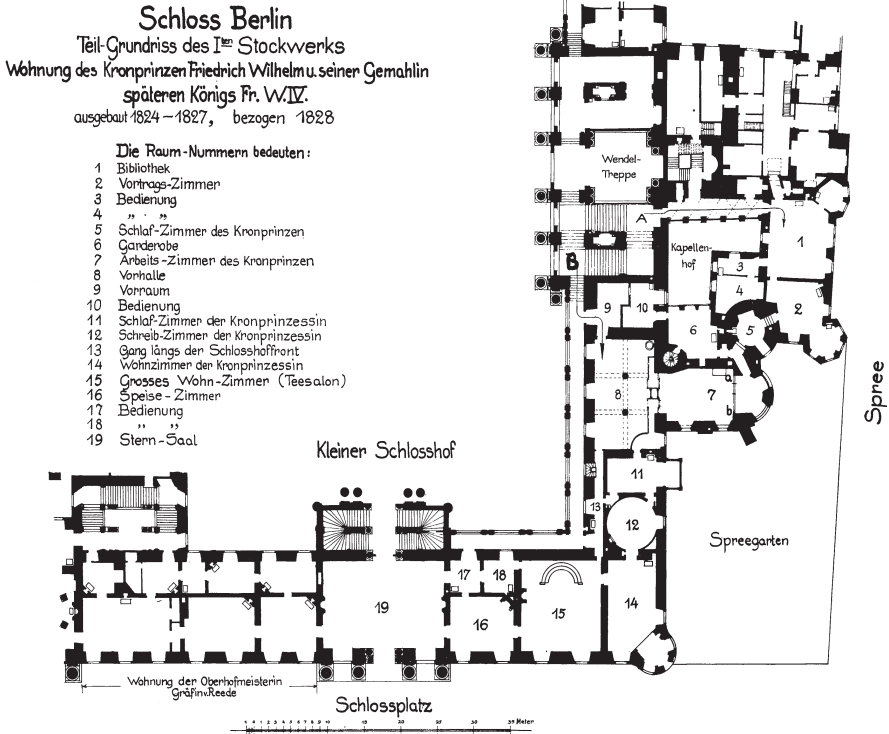 Schloss Berlin
Teil-Grundriss des Iten Stockwerks
Wohnung des Kronprinzen Friedrich Wilhelm u. seiner Gemahlin
späteren Königs Fr. W. IV.
ausgebaut 1824–1827, bezogen 1828
Die Raum-Nummern bedeuten:
1 Bibliothek
2 Vortrags-Zimmer
3 Bedienung
4 „ „
5 Schlaf-Zimmer des Kronprinzen
6 Garderobe
7 Arbeits-Zimmer des Kronprinzen
8 Vorhalle
9 Vorraum
10 Bedienung
11 Schlaf-Zimmer der Kronprinzessin
12 Schreib-Zimmer der Kronprinzessin
13 Gang längs der Schlosshoffront
14 Wohnzimmer der Kronprinzessin
15 Grosses Wohn-Zimmer (Teesalon)
16 Speise-Zimmer
17 Bedienung
18 „ „
19 Stern-Saal
Wendel-
Treppe
A
B
Kapellen-
hof
1
3
4
2
5
6
9
10
a
7
b
8
Spree
Kleiner Schlosshof
11
13
12
Spreegarten
17
18
19
15
14
16
Wohnung der Oberhofmeisterin
Gräfin v. Reede
Schlossplatz
15 20 25 30 35 Meter